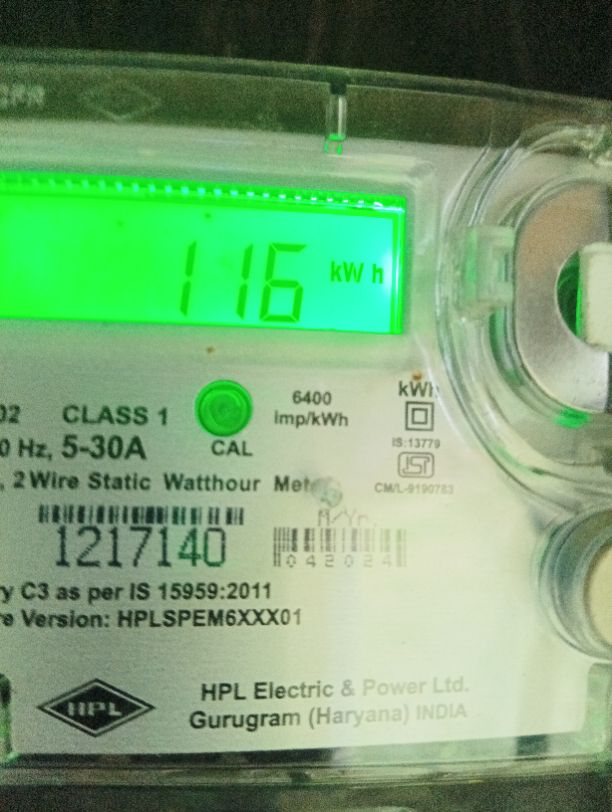 116 kW h
6400
imp/kWh
kWh
02 CLASS 1
CAL
IS:13779
0 Hz, 5-30A
CM/L-9190783
, 2 Wire Static Watthour Meter
M/Yr.
1217140
042024
y C3 as per IS 15959:2011
re Version: HPLSPEM6XXX01
HPL
HPL Electric & Power Ltd.
Gurugram (Haryana) INDIA